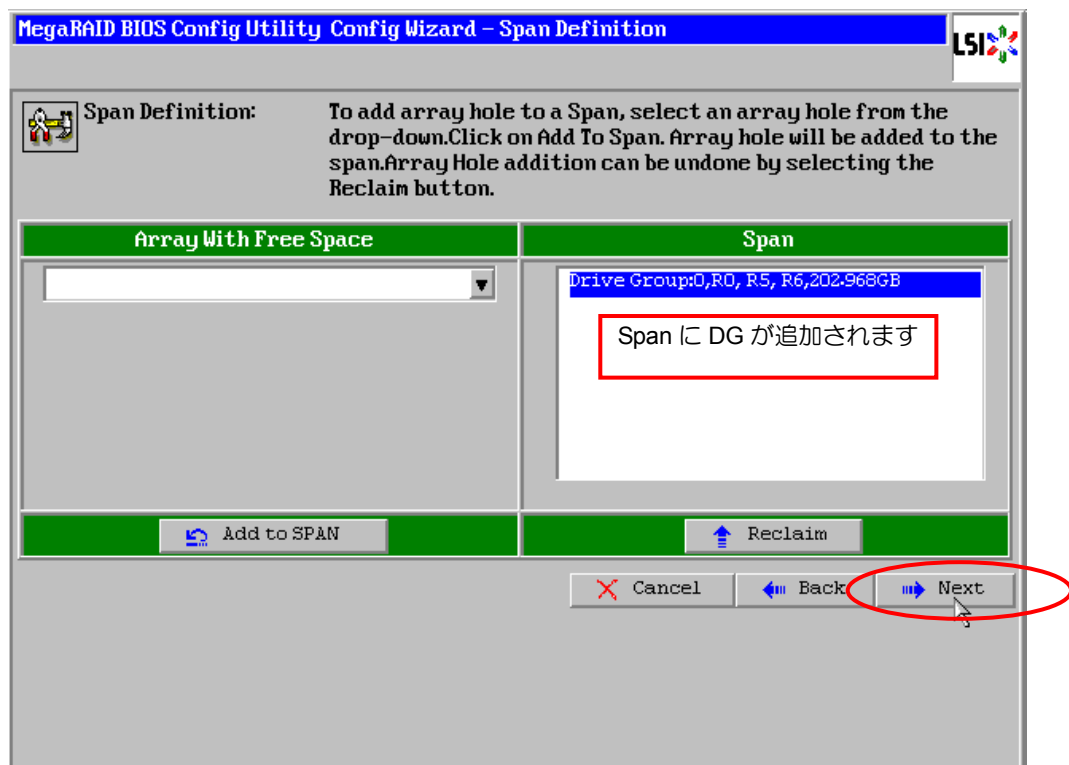 MegaRAID BIOS Config Utility Config Wizard – Span Definition
LSI
Span Definition:
To add array hole to a Span, select an array hole from the
drop-down.Click on Add To Span. Array hole will be added to the
span.Array Hole addition can be undone by selecting the
Reclaim button.
Array With Free Space
Span
Drive Group:0,R0, R5, R6,202.968GB
Span に DG が追加されます
Add to SPAN
Reclaim
Cancel
Back
Next